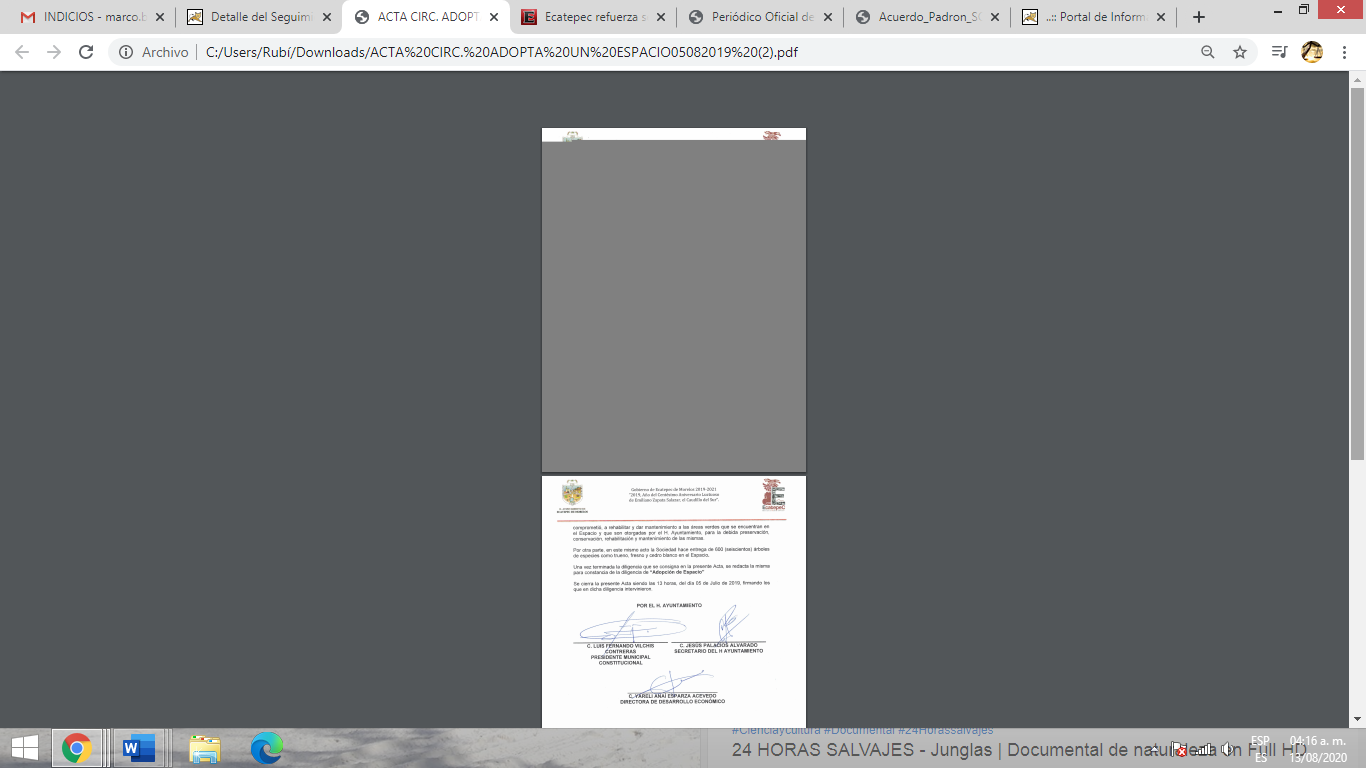 INDICIOS - marco.b
Detalle del Seguimi
ACTA CIRC. ADOPT
Ecatepec refuerza s
Periódico Oficial de
Acuerdo_Padron_SO
..:: Portal de Inform
Archivo
C:/Users/Rubí/Downloads/ACTA%20CIRC.%20ADOPTA%20UN%20ESPACIO05082019%20(2).pdf
Gobierno de Ecatepec de Morelos 2019-2021
"2019, Año del Centésimo Aniversario Luctuoso
de Emiliano Zapata Salazar, el Caudillo del Sur".
EcatepeC
comprometió, a rehabilitar y dar mantenimiento a las áreas verdes que se encuentran en
el Espacio y que son otorgadas por el H. Ayuntamiento, para la debida preservación,
conservación, rehabilitación y mantenimiento de las mismas.
Por otra parte, en este mismo acto la Sociedad hace entrega de 600 (seiscientos) árboles
de especies como trueno, fresno y cedro blanco en el Espacio.
Una vez terminada la diligencia que se consigna en la presente Acta, se redacta la misma
para constancia de la diligencia de "Adopción de Espacio"
Se cierra la presente Acta siendo las 13 horas, del día 05 de Julio de 2019, firmando los
que en dicha diligencia intervinieron.
POR EL H. AYUNTAMIENTO
C. LUIS FERNANDO VILCHIS
CONTRERAS
PRESIDENTE MUNICIPAL
CONSTITUCIONAL
C. JESUS PALACIOS ALVARADO
SECRETARIO DEL H AYUNTAMIENTO
C. YARELI ANAI ESPARZA ACEVEDO
DIRECTORA DE DESARROLLO ECONÓMICO
#Cienciaycultura #Documental #24HorasSalvajes
24 HORAS SALVAJES - Junglas | Documental de naturaleza en Full HD
ESP
ES
04:16 a. m.
13/08/2020